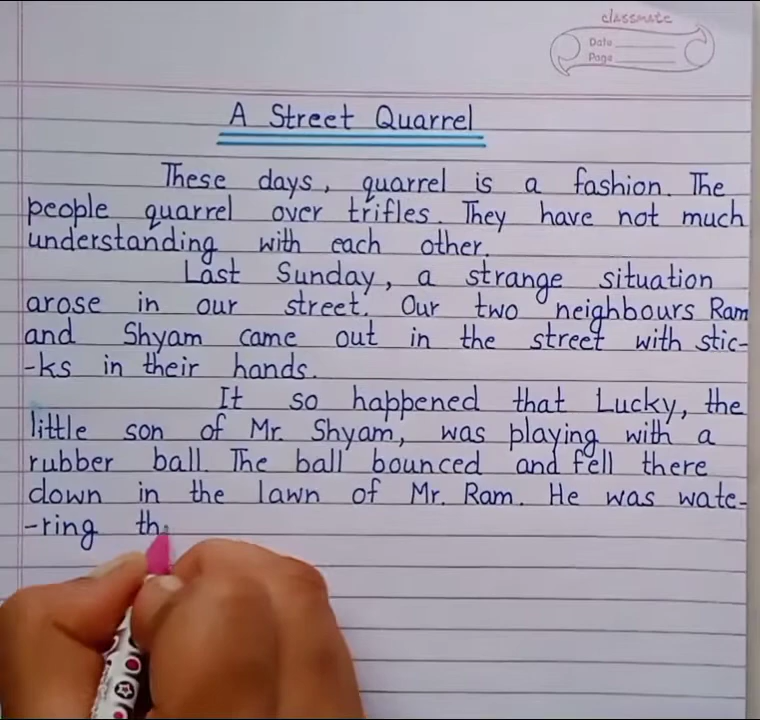 classmate
Date
Page
A Street Quarrel
These days, quarrel is a fashion. The
people quarrel over trifles. They have not much
understanding with each other.
Last Sunday, a strange situation
arose in our street. Our two neighbours Ram
and Shyam came out in the street with stic-
-ks in their hands.
It so happened that Lucky, the
little son of Mr. Shyam, was playing with a
rubber ball. The ball bounced and fell there
down in the lawn of Mr. Ram. He was wate-
-ring